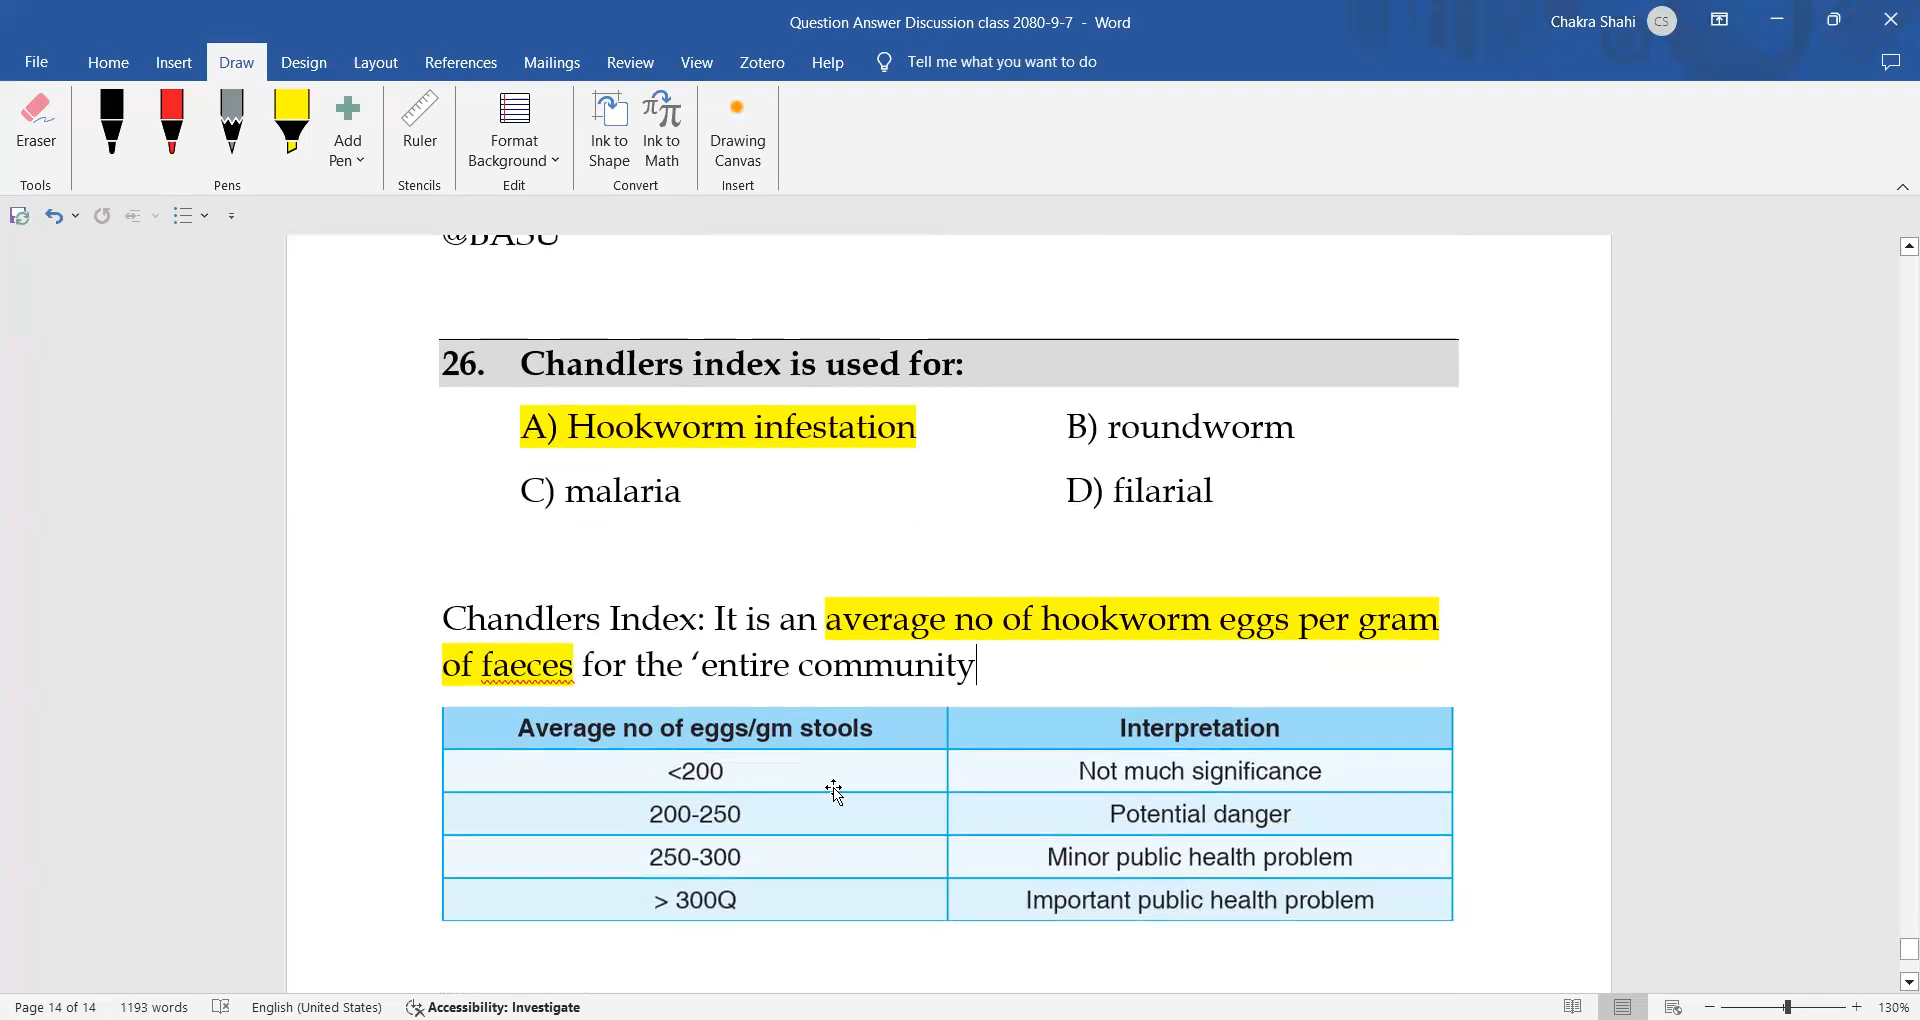 Question Answer Discussion class 2080-9-7 - Word
Chakra Shahi CS
File Home Insert Draw Design Layout References Mailings Review View Zotero Help Tell me what you want to do
Eraser
Add Pen
Ruler
Format Background
Ink to Shape
Ink to Math
Drawing Canvas
Tools Pens Stencils Edit Convert Insert
@BASU
26. Chandlers index is used for:
A) Hookworm infestation B) roundworm
C) malaria D) filarial
Chandlers Index: It is an average no of hookworm eggs per gram
of faeces for the ‘entire community
Average no of eggs/gm stools Interpretation
<200 Not much significance
200-250 Potential danger
250-300 Minor public health problem
> 300Q Important public health problem
Page 14 of 14 1193 words English (United States) Accessibility: Investigate 130%